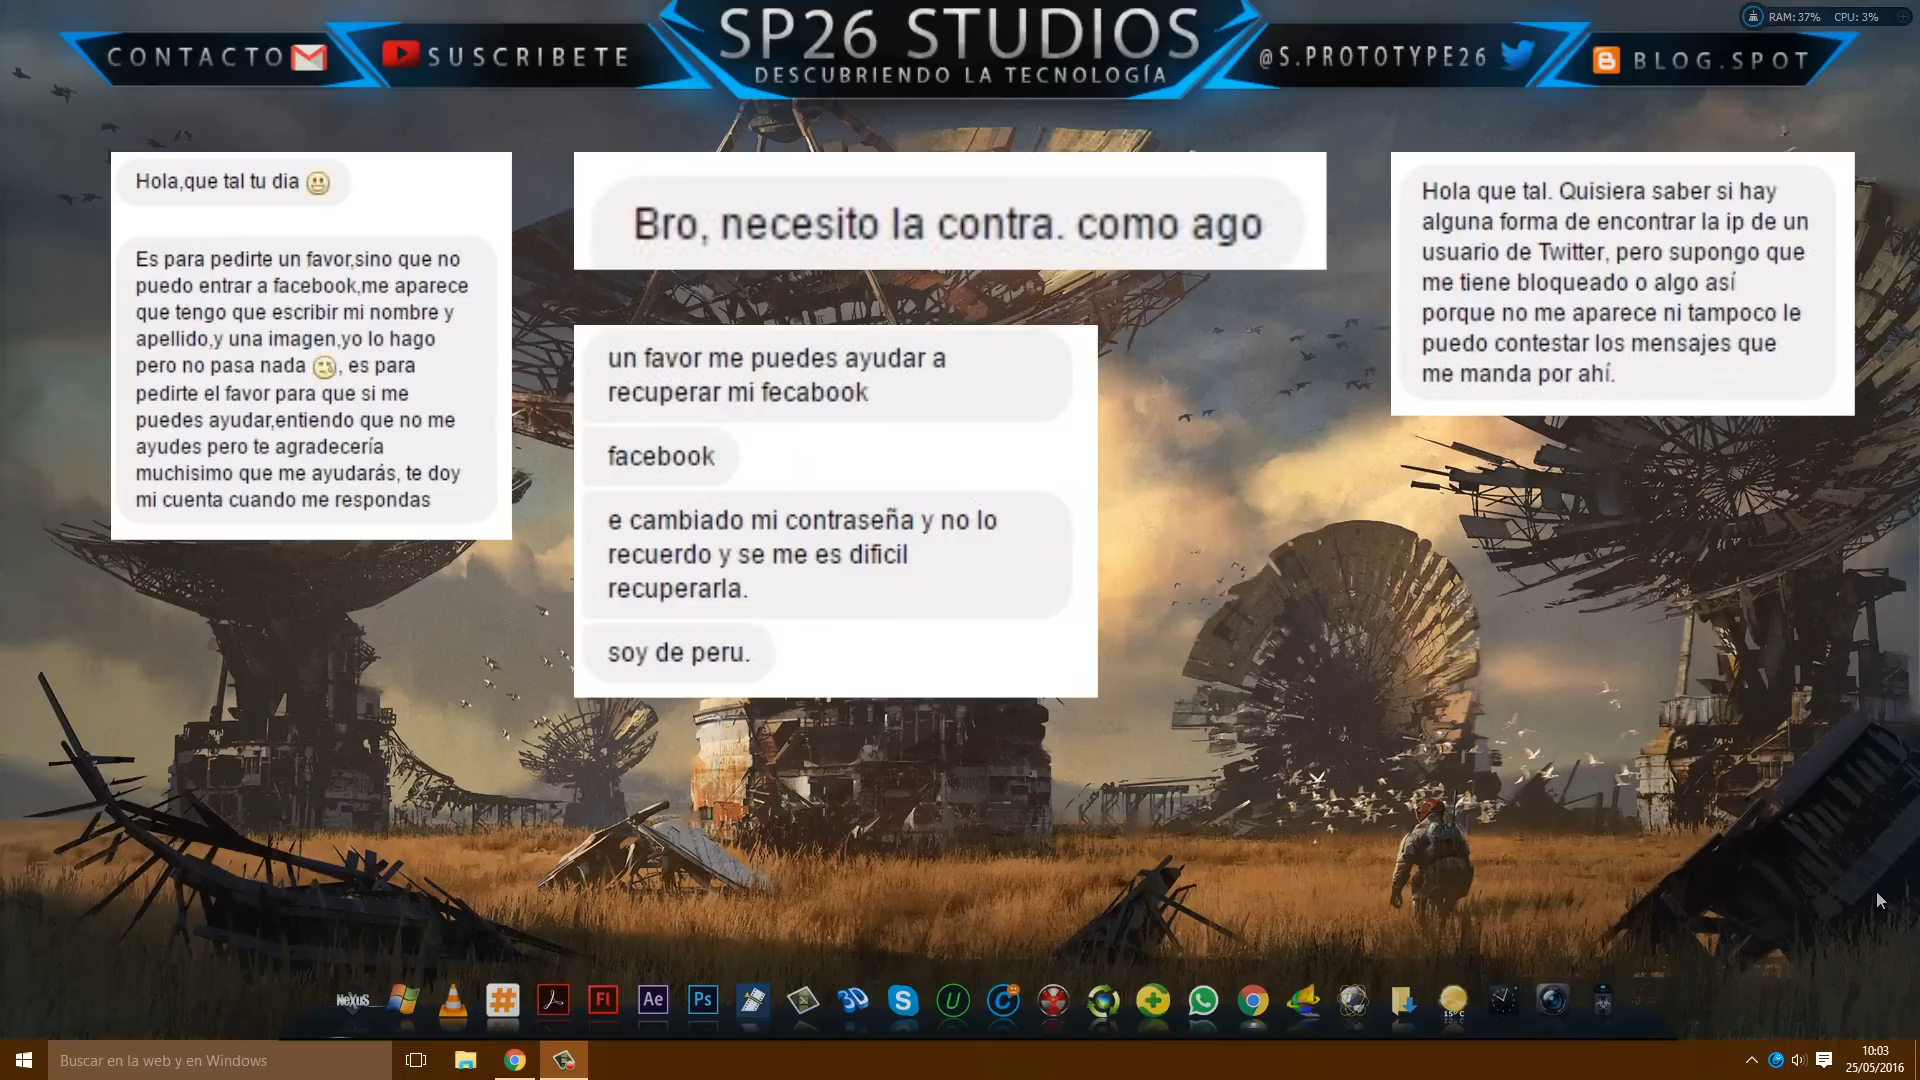 CONTACTO
SUSCRIBETE
SP26 STUDIOS
DESCUBRIENDO LA TECNOLOGÍA
@S.PROTOTYPE26
BLOG.SPOT
RAM: 37% CPU: 3%
Hola,que tal tu dia
Es para pedirte un favor,sino que no
puedo entrar a facebook,me aparece
que tengo que escribir mi nombre y
apellido,y una imagen,yo lo hago
pero no pasa nada , es para
pedirte el favor para que si me
puedes ayudar,entiendo que no me
ayudes pero te agradecería
muchisimo que me ayudarás, te doy
mi cuenta cuando me respondas
Bro, necesito la contra. como ago
un favor me puedes ayudar a
recuperar mi fecabook
facebook
e cambiado mi contraseña y no lo
recuerdo y se me es dificil
recuperarla.
soy de peru.
Hola que tal. Quisiera saber si hay
alguna forma de encontrar la ip de un
usuario de Twitter, pero supongo que
me tiene bloqueado o algo así
porque no me aparece ni tampoco le
puedo contestar los mensajes que
me manda por ahí.
NeXuS
Fl
Ae
Ps
3D
15°C
Buscar en la web y en Windows
10:03
25/05/2016